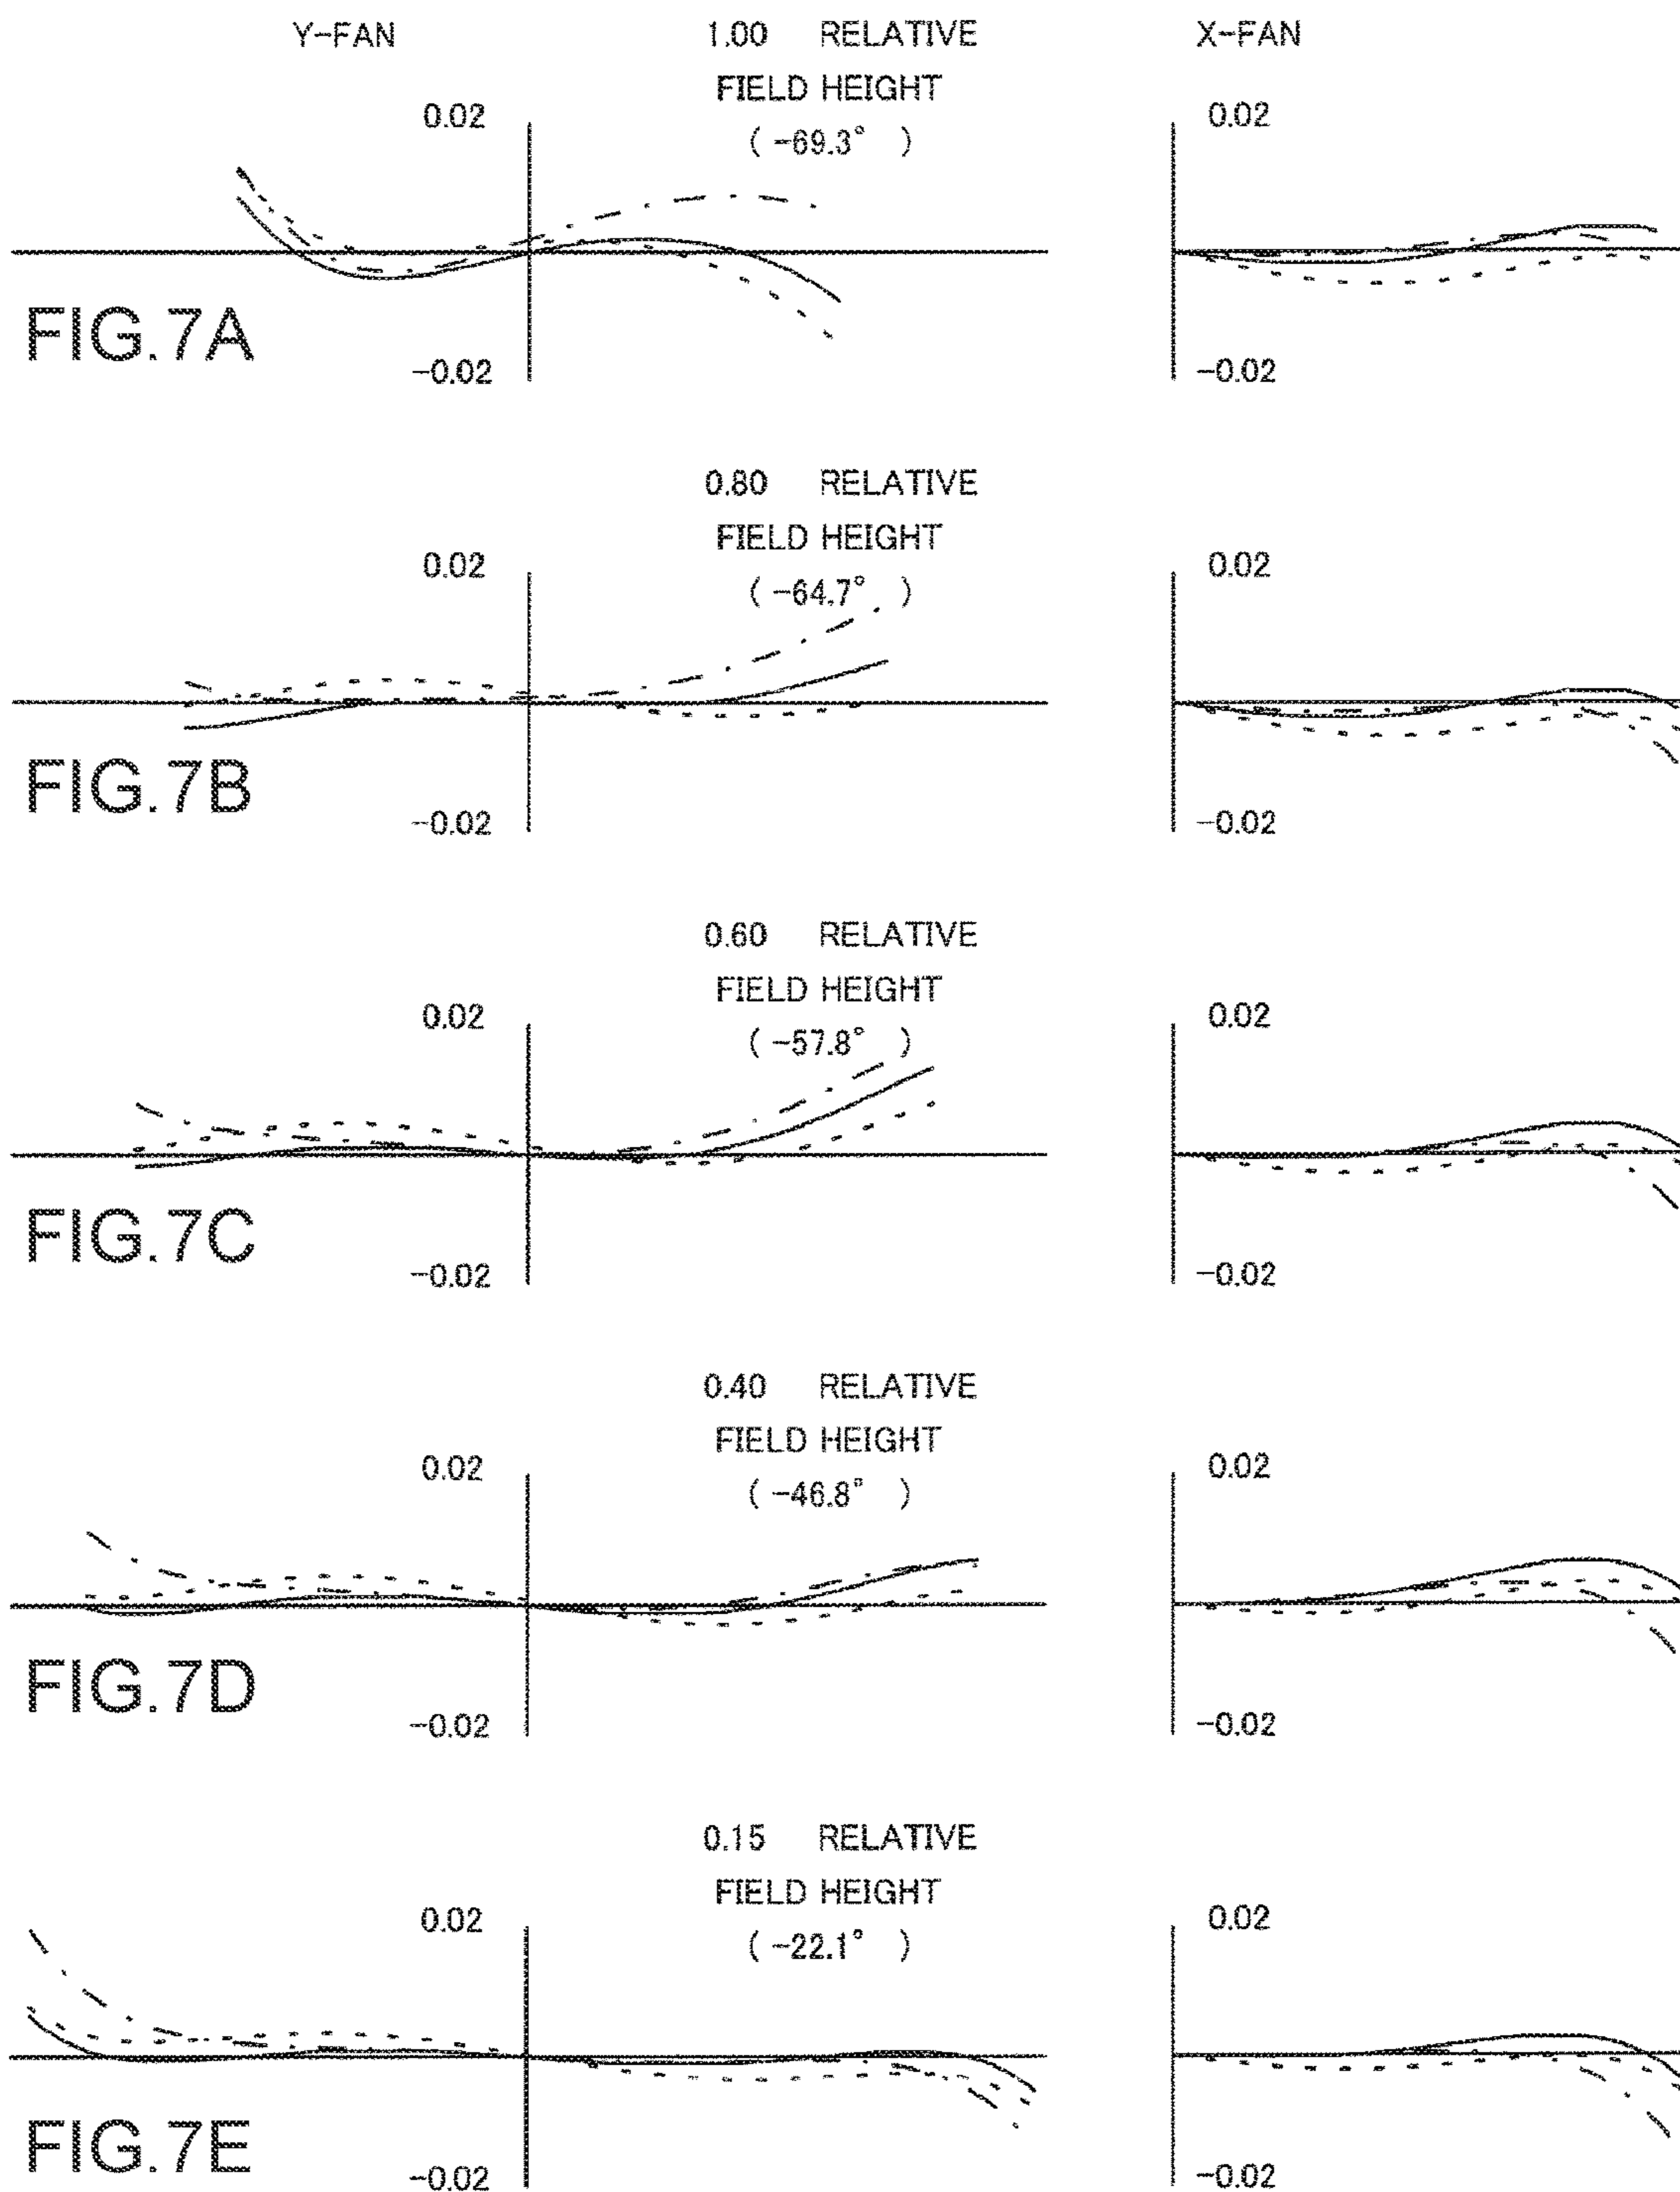 Y-FAN 1.00 RELATIVE X-FAN
FIELD HEIGHT
0.02 ( -69.3° ) 0.02
FIG.7A
-0.02 -0.02
0.80 RELATIVE
FIELD HEIGHT
0.02 ( -64.7° ) 0.02
FIG.7B
-0.02 -0.02
0.60 RELATIVE
FIELD HEIGHT
0.02 ( -57.8° ) 0.02
FIG.7C
-0.02 -0.02
0.40 RELATIVE
FIELD HEIGHT
0.02 ( -46.8° ) 0.02
FIG.7D
-0.02 -0.02
0.15 RELATIVE
FIELD HEIGHT
0.02 ( -22.1° ) 0.02
FIG.7E
-0.02 -0.02